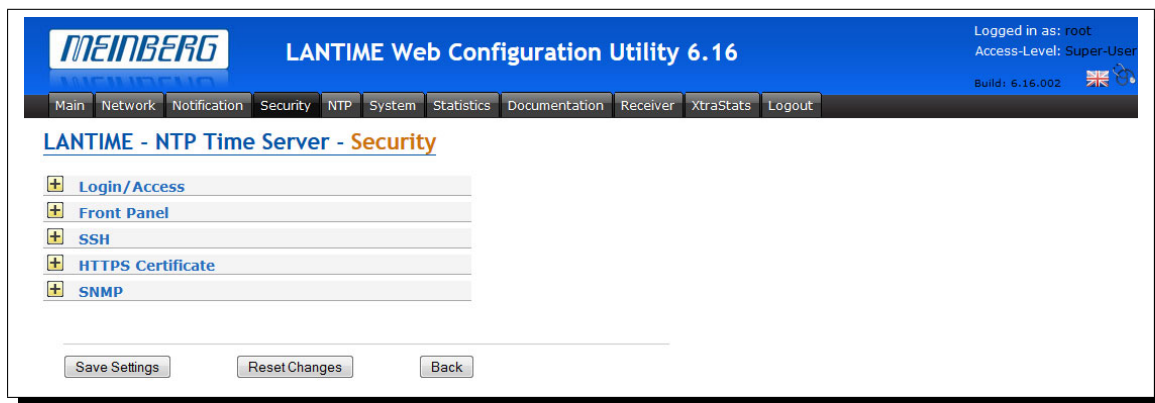 MEINBERG
LANTIME Web Configuration Utility 6.16
Logged in as: root
Access-Level: Super-User
Build: 6.16.002
Main Network Notification Security NTP System Statistics Documentation Receiver XtraStats Logout
LANTIME - NTP Time Server - Security
Login/Access
Front Panel
SSH
HTTPS Certificate
SNMP
Save Settings Reset Changes Back